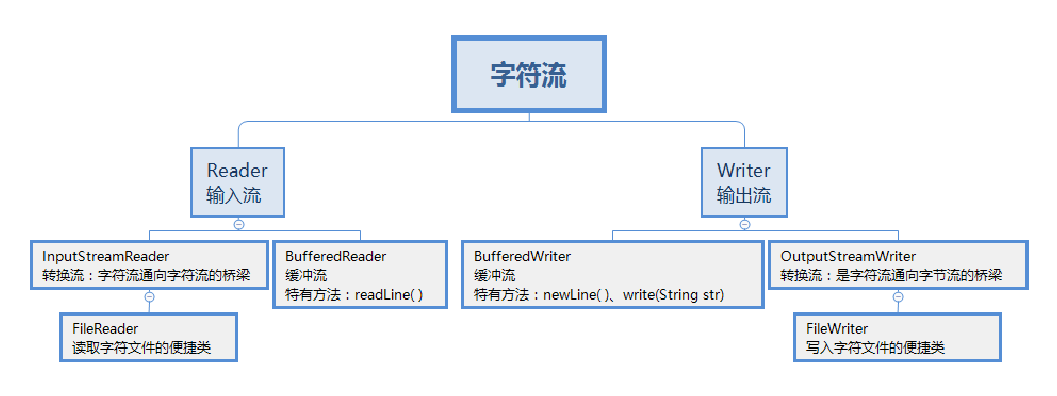 字符流
Reader
输入流
Writer
输出流
InputStreamReader
转换流：字符流通向字符流的桥梁
BufferedReader
缓冲流
特有方法：readLine( )
BufferedWriter
缓冲流
特有方法：newLine( )、write(String str)
OutputStreamWriter
转换流：是字符流通向字节流的桥梁
FileReader
读取字符文件的便捷类
FileWriter
写入字符文件的便捷类